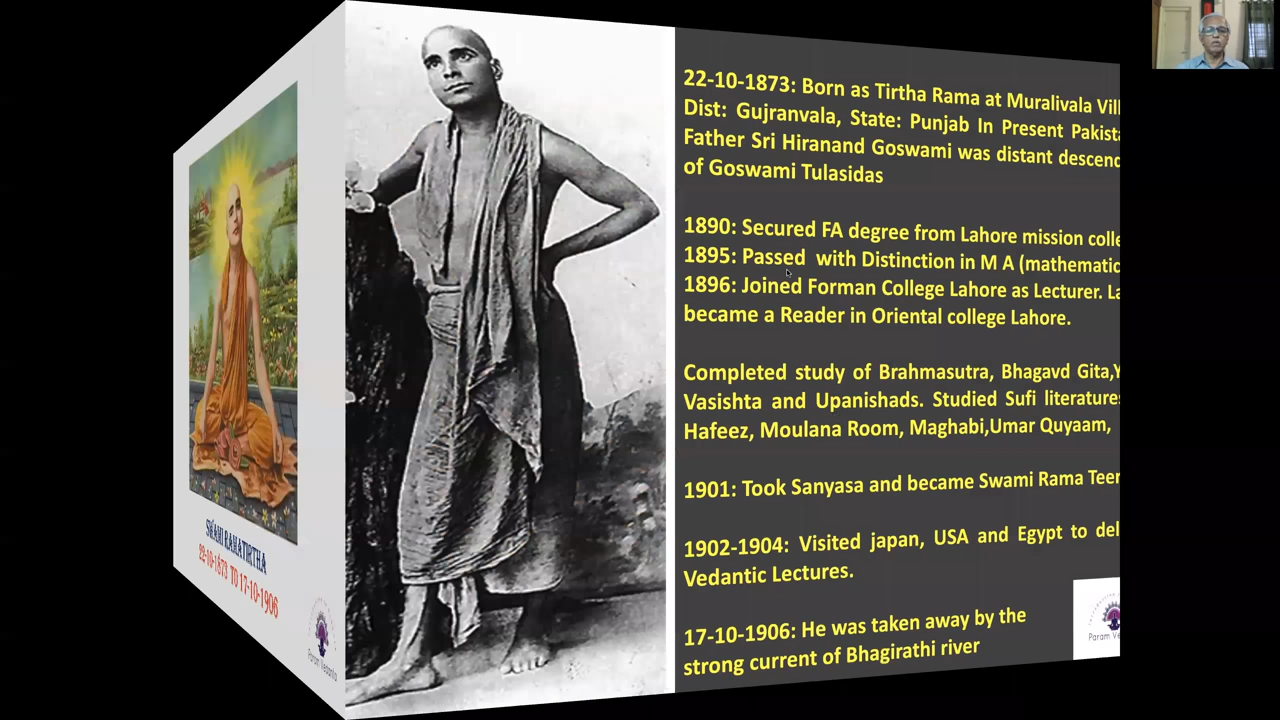 SWAMI RAMATIRTHA
22-10-1873 TO 17-10-1906
Param Vedanta
22-10-1873: Born as Tirtha Rama at Muralivala Vill
Dist: Gujranvala, State: Punjab In Present Pakista
Father Sri Hiranand Goswami was distant descend
of Goswami Tulasidas
1890: Secured FA degree from Lahore mission colle
1895: Passed with Distinction in M A (mathematic
1896: Joined Forman College Lahore as Lecturer. La
became a Reader in Oriental college Lahore.
Completed study of Brahmasutra, Bhagavd Gita,Y
Vasishta and Upanishads. Studied Sufi literatures
Hafeez, Moulana Room, Maghabi,Umar Quyaam,
1901: Took Sanyasa and became Swami Rama Teer
1902-1904: Visited japan, USA and Egypt to del
Vedantic Lectures.
17-10-1906: He was taken away by the
strong current of Bhagirathi river
Param Ve